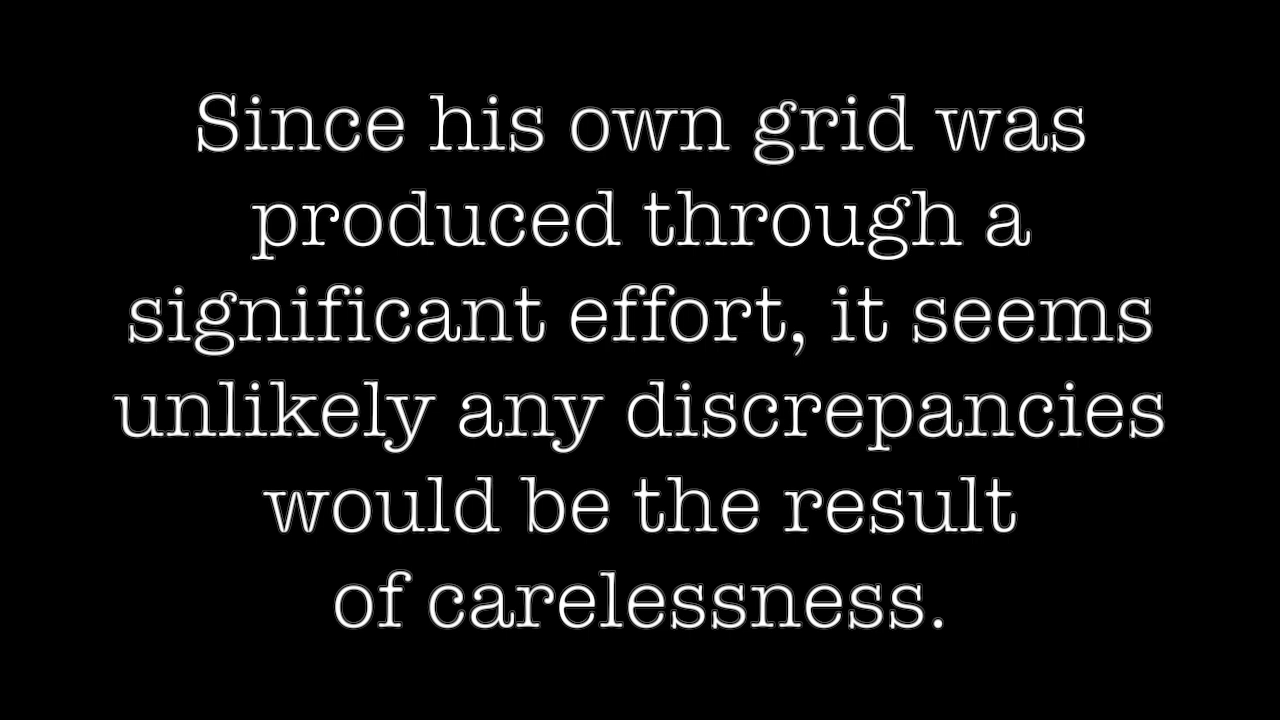 Since his own grid was
produced through a
significant effort, it seems
unlikely any discrepancies
would be the result
of carelessness.